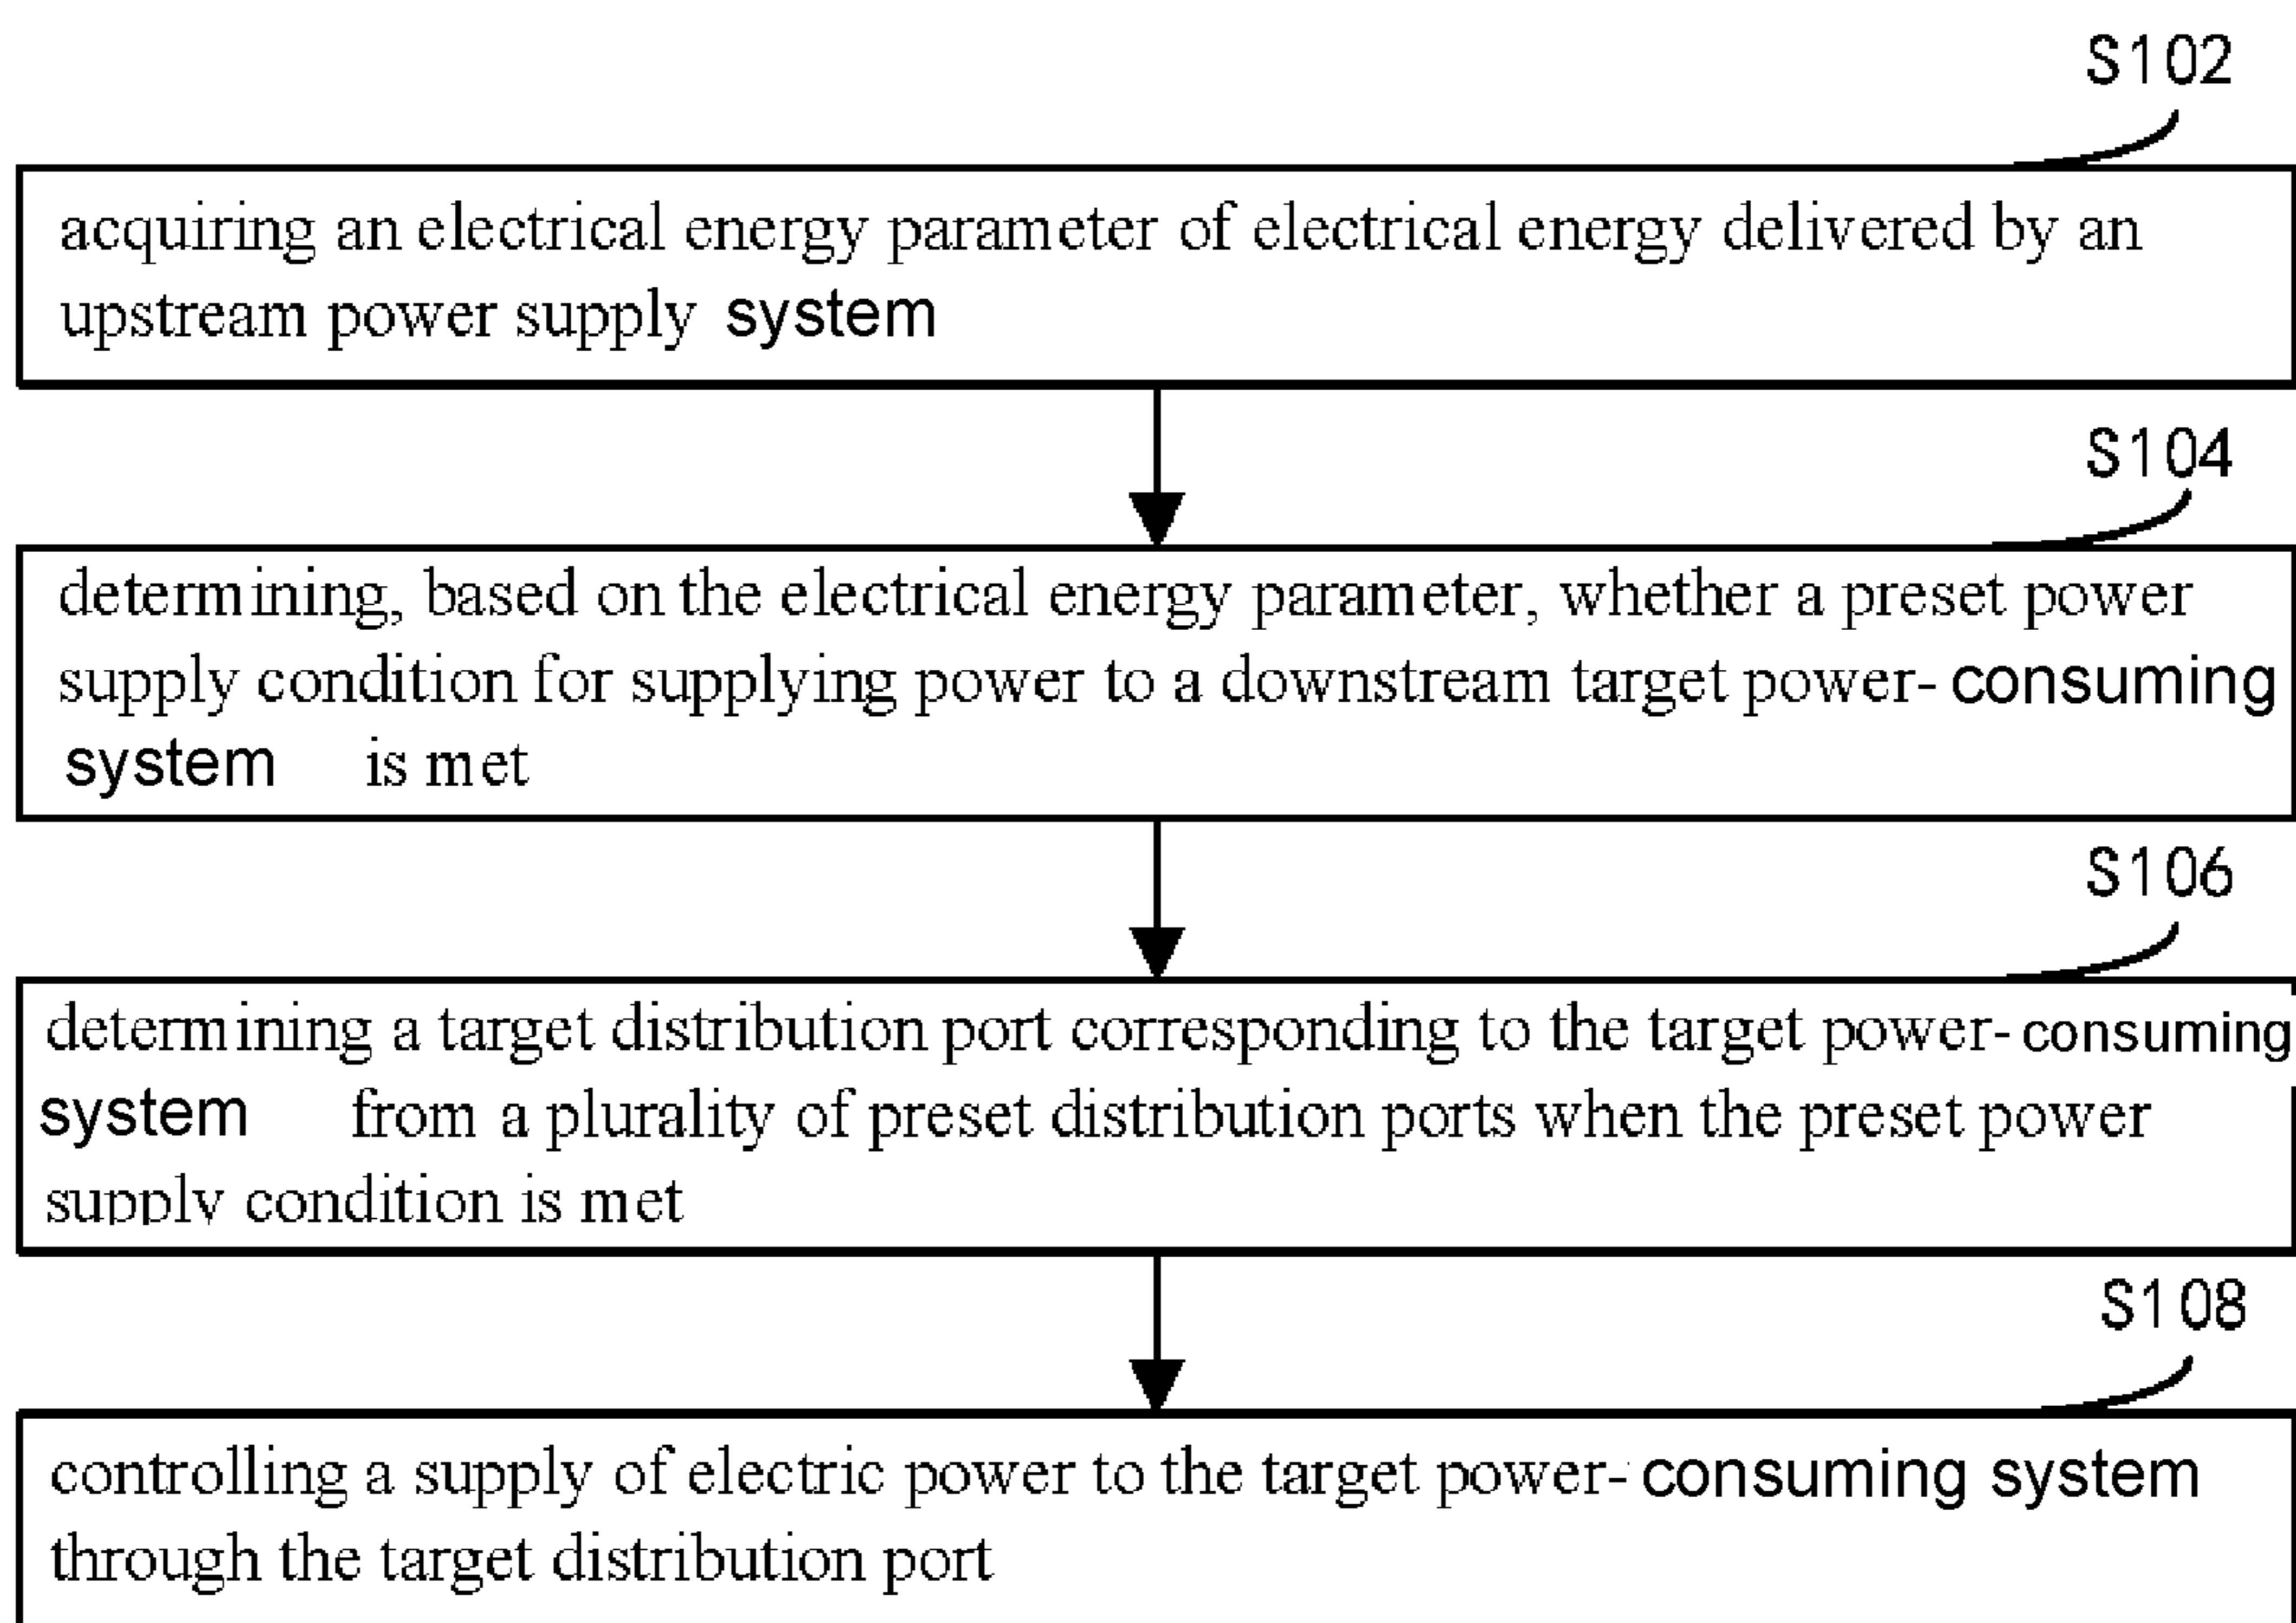 S102
acquiring an electrical energy parameter of electrical energy delivered by an
upstream power supply system
S104
determining, based on the electrical energy parameter, whether a preset power
supply condition for supplying power to a downstream target power-consuming
system is met
S106
determining a target distribution port corresponding to the target power-consuming
system from a plurality of preset distribution ports when the preset power
supply condition is met
S108
controlling a supply of electric power to the target power-consuming system
through the target distribution port